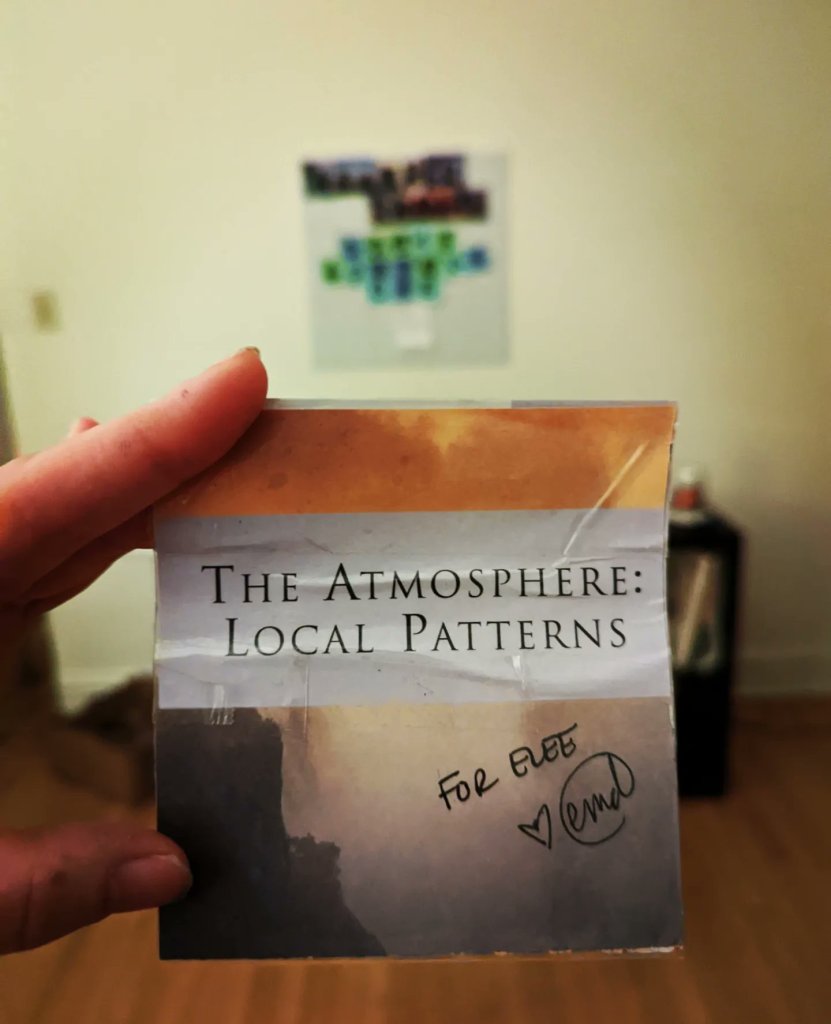 THE ATMOSPHERE:
LOCAL PATTERNS
FOR ELEE
♥ emd